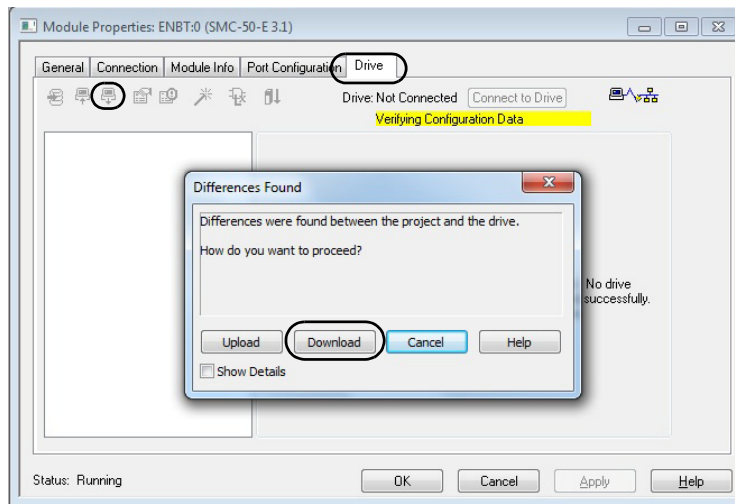 Module Properties: ENBT:0 (SMC-50-E 3.1)
General Connection Module Info Port Configuration Drive
Drive: Not Connected Connect to Drive
Verifying Configuration Data
Differences Found
Differences were found between the project and the drive.
How do you want to proceed?
No drive
successfully.
Upload Download Cancel Help
Show Details
Status: Running OK Cancel Apply Help